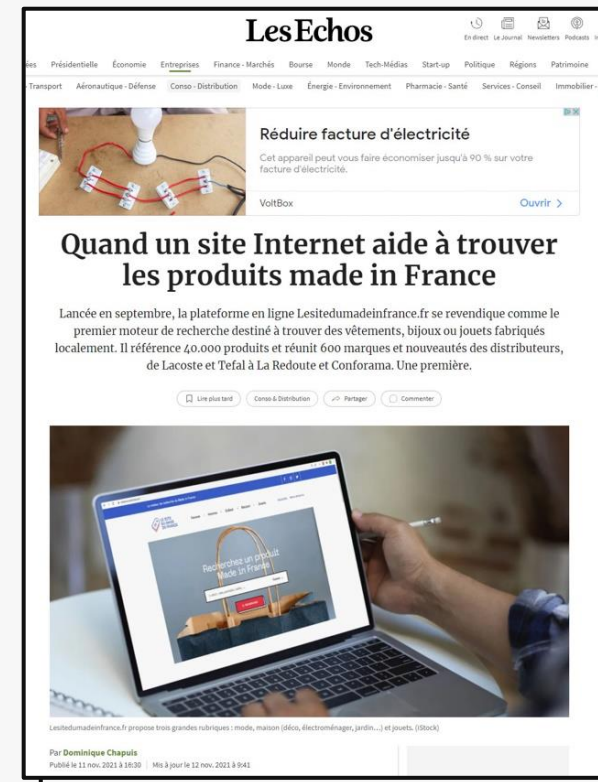 Les Echos
En direct Le Journal Newsletters Podcasts
Présidentielle Économie Entreprises Finance - Marchés Bourse Monde Tech-Médias Start-up Politique Régions Patrimoine
Transport Aéronautique - Défense Conso - Distribution Mode - Luxe Énergie - Environnement Pharmacie - Santé Services - Conseil Immobilier -
Réduire facture d'électricité
Cet appareil peut vous faire économiser jusqu'à 90 % sur votre
facture d'électricité.
VoltBox Ouvrir >
Quand un site Internet aide à trouver
les produits made in France
Lancée en septembre, la plateforme en ligne Lesitedumadeinfrance.fr se revendique comme le
premier moteur de recherche destiné à trouver des vêtements, bijoux ou jouets fabriqués
localement. Il référence 40.000 produits et réunit 600 marques et nouveautés des distributeurs,
de Lacoste et Tefal à La Redoute et Conforama. Une première.
Lire plus tard Conso & Distribution Partager Commenter
Recherchez un produit
Made in France
Lesitedumadeinfrance.fr propose trois grandes rubriques : mode, maison (déco, électroménager, jardin...) et jouets. (iStock)
Par Dominique Chapuis
Publié le 11 nov. 2021 à 16:30 | Mis à jour le 12 nov. 2021 à 9:41